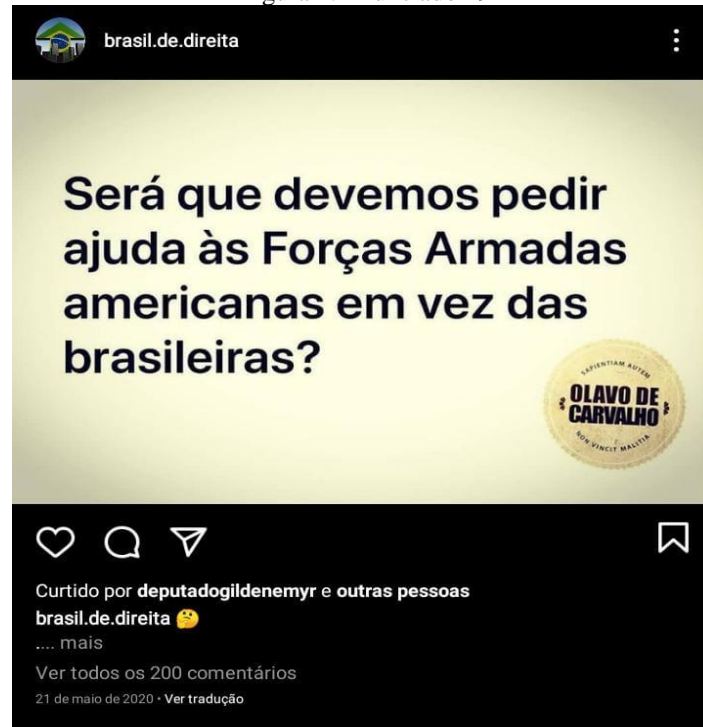 brasil.de.direita
Será que devemos pedir
ajuda às Forças Armadas
americanas em vez das
brasileiras?
SAPIENTIAM AUTEM
OLAVO DE
CARVALHO
NON VINCIT MALITIA
Curtido por deputadogildenemyr e outras pessoas
brasil.de.direita 🤔
.... mais
Ver todos os 200 comentários
21 de maio de 2020 • Ver tradução